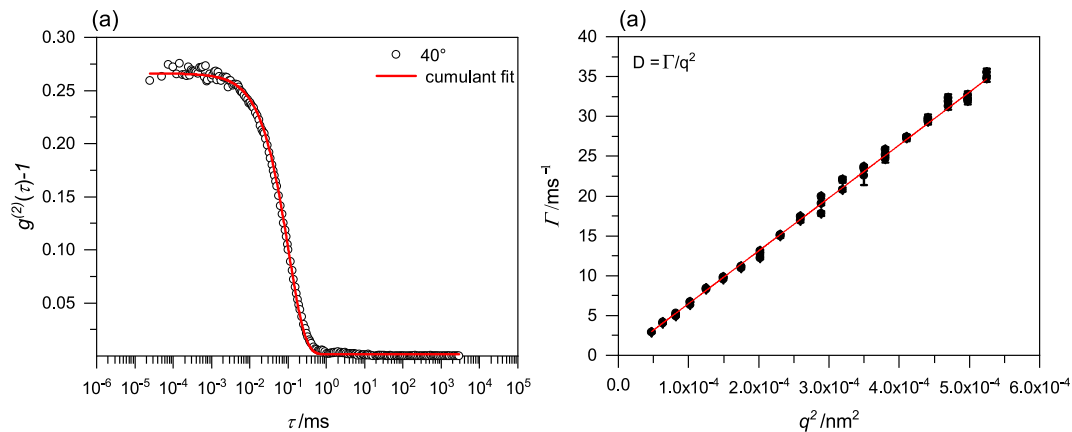 (a)
0.30
0.25
0.20
0.15
0.10
0.05
g⁽²⁾(τ)-1
40°
cumulant fit
10⁻⁶ 10⁻⁵ 10⁻⁴ 10⁻³ 10⁻² 10⁻¹ 10⁰ 10¹ 10² 10³ 10⁴ 10⁵
τ /ms
(a)
40
35
30
25
20
15
10
5
0
Γ /ms⁻¹
D = Γ/q²
0.0 1.0x10⁻⁴ 2.0x10⁻⁴ 3.0x10⁻⁴ 4.0x10⁻⁴ 5.0x10⁻⁴ 6.0x10⁻⁴
q² /nm²